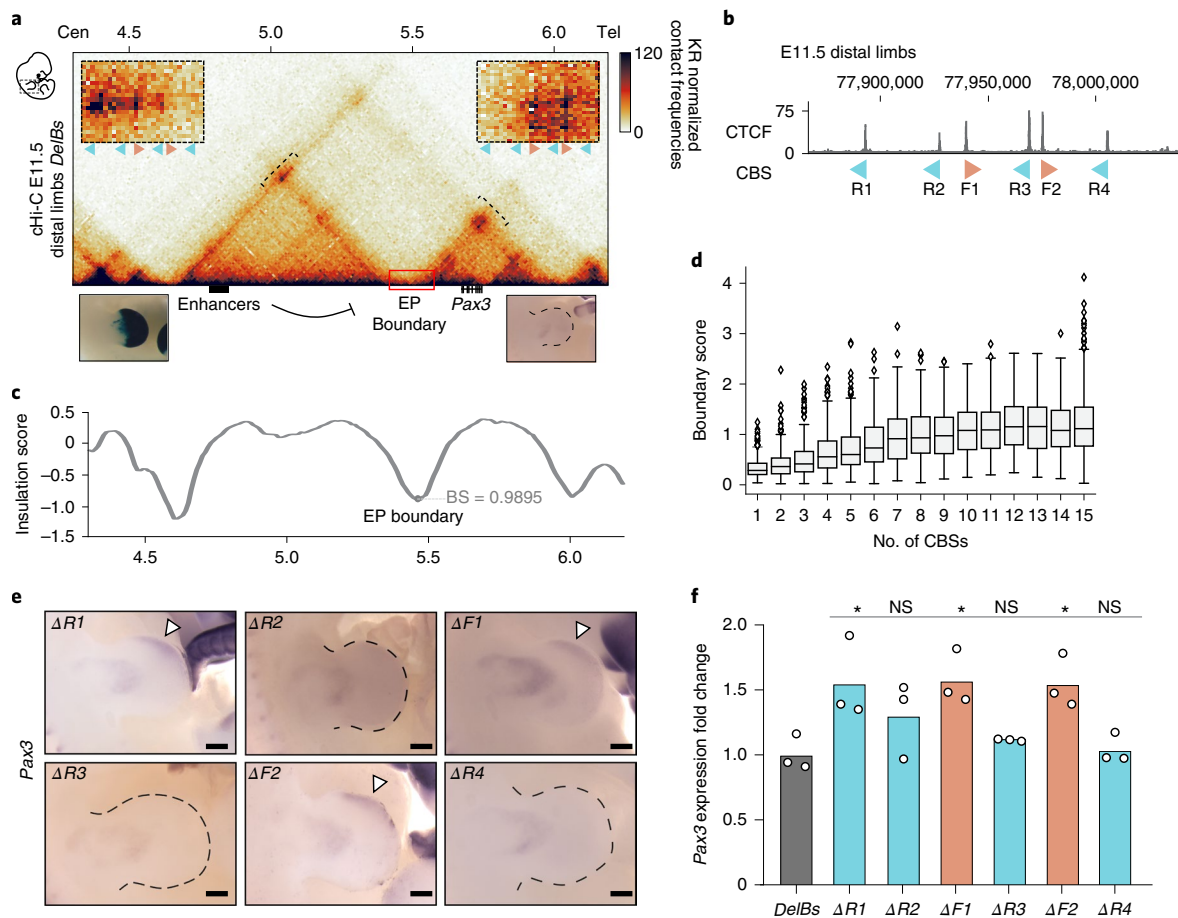 a
Cen 4.5 5.0 5.5 6.0 Tel
cHi-C E11.5
distal limbs DelBs
120
0
KR normalized
contact frequencies
Enhancers
EP
Boundary
Pax3
b
E11.5 distal limbs
77,900,000 77,950,000 78,000,000
75
CTCF
0
CBS
R1 R2 F1 R3 F2 R4
c
Insulation score
0.5
0
−0.5
−1.0
−1.5
BS = 0.9895
EP boundary
4.5 5.0 5.5 6.0
d
Boundary score
4
3
2
1
0
1 2 3 4 5 6 7 8 9 10 11 12 13 14 15
No. of CBSs
e
Pax3
ΔR1 ΔR2 ΔF1
ΔR3 ΔF2 ΔR4
f
* NS * NS * NS
Pax3 expression fold change
2.0
1.5
1.0
0.5
0
DelBs ΔR1 ΔR2 ΔF1 ΔR3 ΔF2 ΔR4